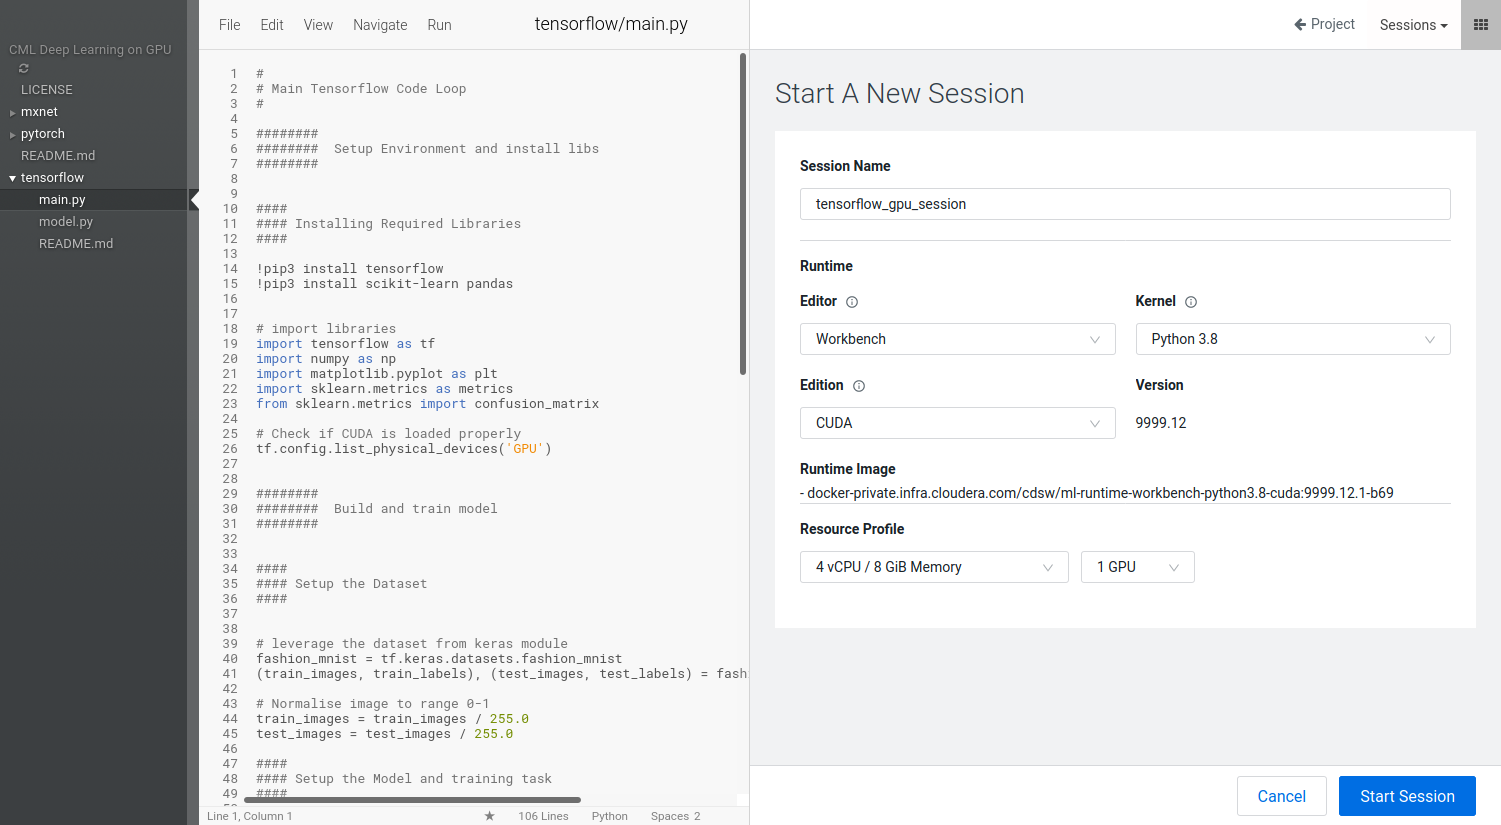 CML Deep Learning on GPU
LICENSE
mxnet
pytorch
README.md
tensorflow
main.py
model.py
README.md
File Edit View Navigate Run tensorflow/main.py
1 #
2 # Main Tensorflow Code Loop
3 #
4
5 ########
6 ######## Setup Environment and install libs
7 ########
8
9
10 ####
11 #### Installing Required Libraries
12 ####
13
14 !pip3 install tensorflow
15 !pip3 install scikit-learn pandas
16
17
18 # import libraries
19 import tensorflow as tf
20 import numpy as np
21 import matplotlib.pyplot as plt
22 import sklearn.metrics as metrics
23 from sklearn.metrics import confusion_matrix
24
25 # Check if CUDA is loaded properly
26 tf.config.list_physical_devices('GPU')
27
28
29 ########
30 ######## Build and train model
31 ########
32
33
34 ####
35 #### Setup the Dataset
36 ####
37
38
39 # leverage the dataset from keras module
40 fashion_mnist = tf.keras.datasets.fashion_mnist
41 (train_images, train_labels), (test_images, test_labels) = fash
42
43 # Normalise image to range 0-1
44 train_images = train_images / 255.0
45 test_images = test_images / 255.0
46
47 ####
48 #### Setup the Model and training task
49 ####
Line 1, Column 1 ★ 106 Lines Python Spaces 2
← Project Sessions
Start A New Session
Session Name
tensorflow_gpu_session
Runtime
Editor Kernel
Workbench Python 3.8
Edition Version
CUDA 9999.12
Runtime Image
- docker-private.infra.cloudera.com/cdsw/ml-runtime-workbench-python3.8-cuda:9999.12.1-b69
Resource Profile
4 vCPU / 8 GiB Memory 1 GPU
Cancel Start Session